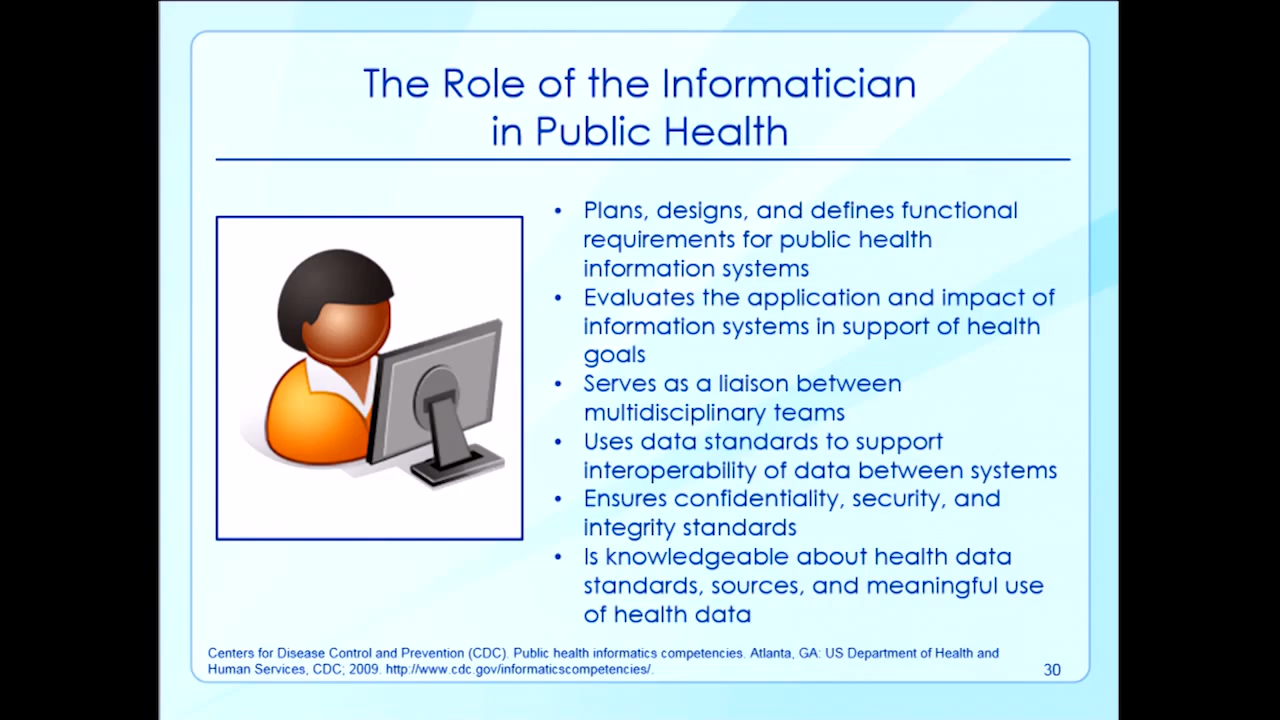 The Role of the Informatician
in Public Health
• Plans, designs, and defines functional
requirements for public health
information systems
• Evaluates the application and impact of
information systems in support of health
goals
• Serves as a liaison between
multidisciplinary teams
• Uses data standards to support
interoperability of data between systems
• Ensures confidentiality, security, and
integrity standards
• Is knowledgeable about health data
standards, sources, and meaningful use
of health data
Centers for Disease Control and Prevention (CDC). Public health informatics competencies. Atlanta, GA: US Department of Health and
Human Services, CDC; 2009. http://www.cdc.gov/informaticscompetencies/.
30